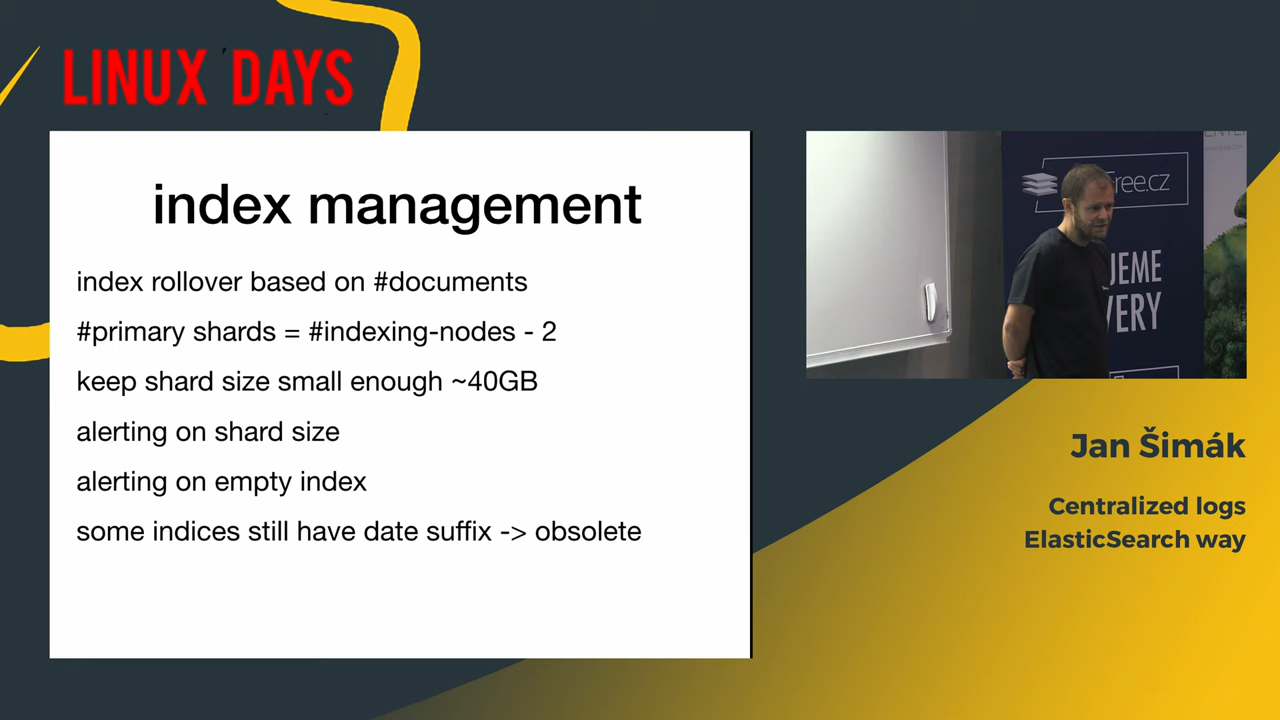 LINUX DAYS
index management
index rollover based on #documents
#primary shards = #indexing-nodes - 2
keep shard size small enough ~40GB
alerting on shard size
alerting on empty index
some indices still have date suffix -> obsolete
Jan Šimák
Centralized logs
ElasticSearch way